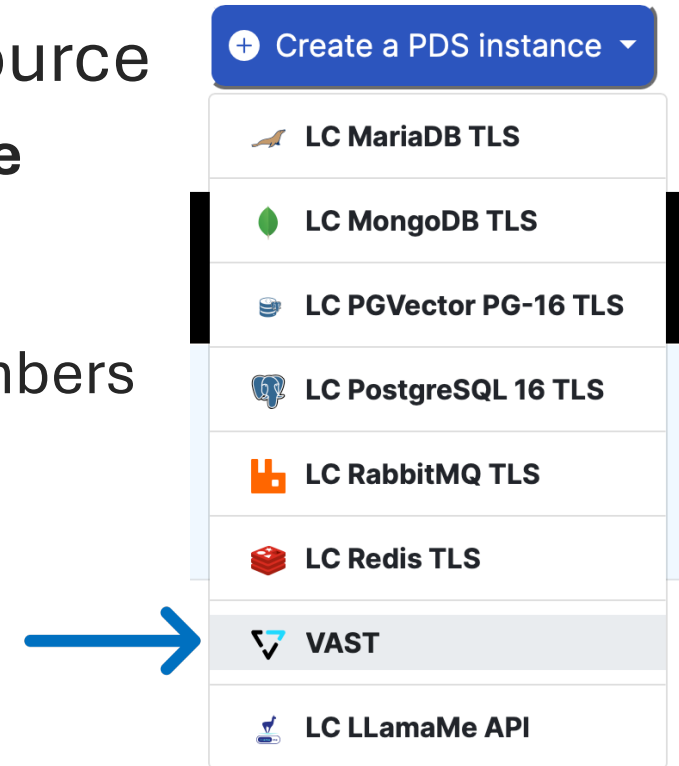 ource
e
nbers
Create a PDS instance
LC MariaDB TLS
LC MongoDB TLS
LC PGVector PG-16 TLS
LC PostgreSQL 16 TLS
LC RabbitMQ TLS
LC Redis TLS
VAST
LC LLamaMe API